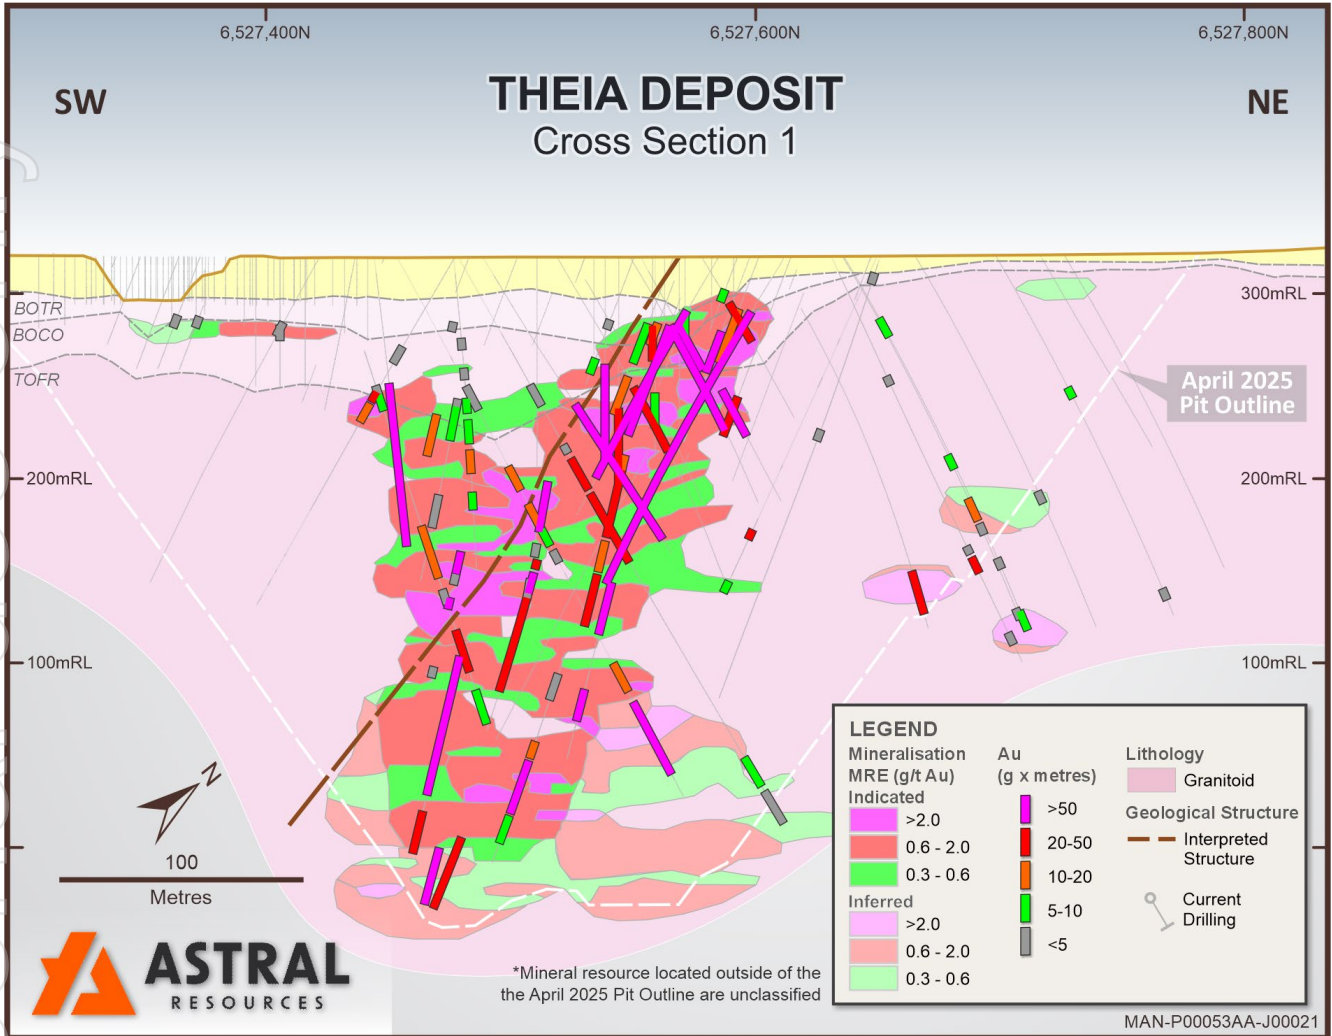 6,527,400N
6,527,600N
6,527,800N
SW
THEIA DEPOSIT
NE
Cross Section 1
BOTR
300mRL
BOCO
TOFR
April 2025
Pit Outline
200mRL
200mRL
100mRL
100mRL
N
100
Metres
LEGEND
Mineralisation
MRE (g/t Au)
Indicated
>2.0
0.6 - 2.0
0.3 - 0.6
Inferred
>2.0
0.6 - 2.0
0.3 - 0.6
Au
(g x metres)
>50
20-50
10-20
5-10
<5
Lithology
Granitoid
Geological Structure
Interpreted
Structure
Current
Drilling
ASTRAL
RESOURCES
*Mineral resource located outside of the
the April 2025 Pit Outline are unclassified
MAN-P00053AA-J00021